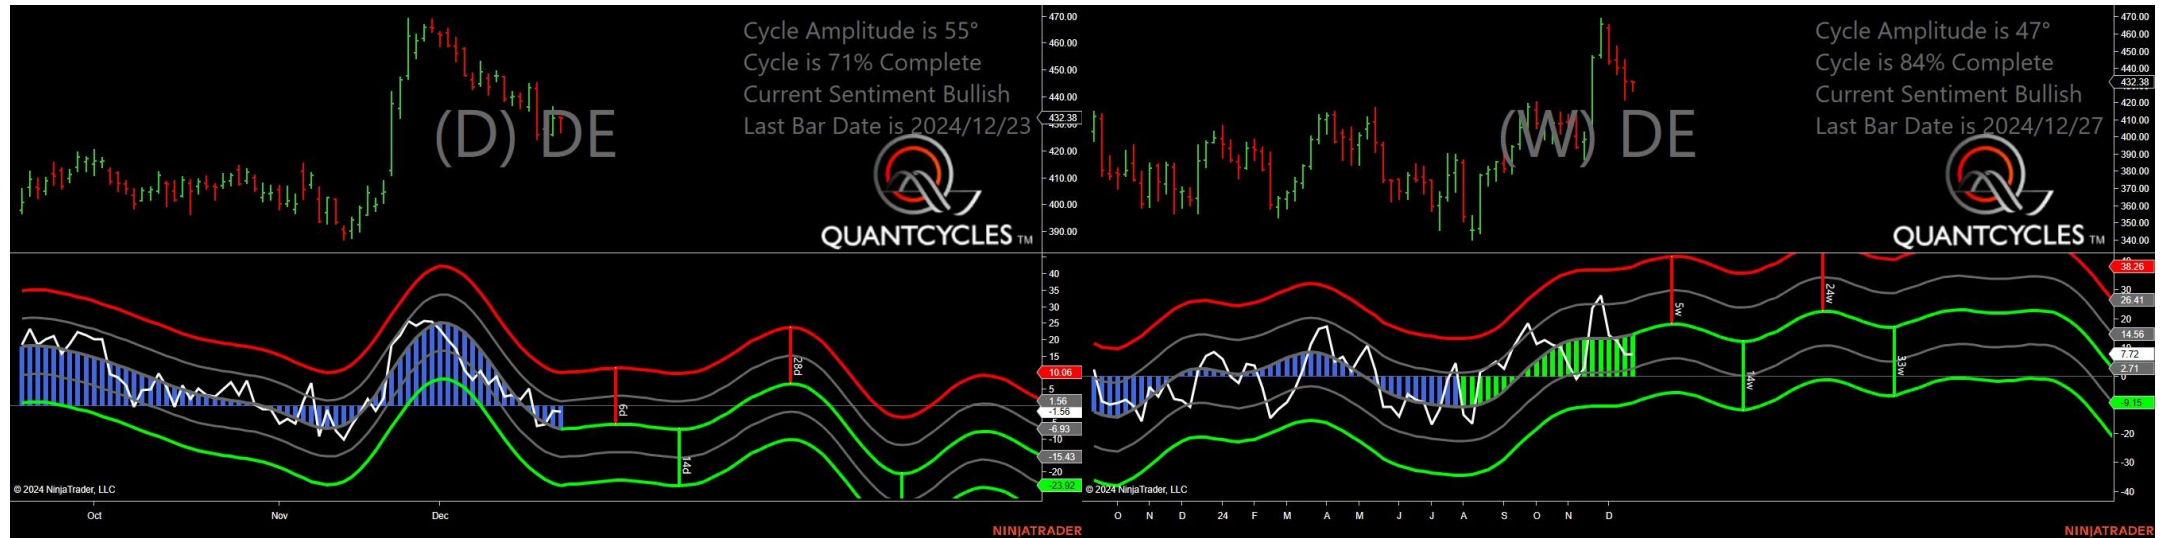 Cycle Amplitude is 55°
Cycle is 71% Complete
Current Sentiment Bullish
Last Bar Date is 2024/12/23
(D) DE
QUANTCYCLES TM
470.00
460.00
450.00
440.00
432.38
420.00
410.00
400.00
390.00
40
35
30
25
20
15
10.06
5
1.56
-1.56
-6.93
-10
-15.43
-20
-23.92
6d
14d
28d
© 2024 NinjaTrader, LLC
Oct Nov Dec
NINJATRADER
Cycle Amplitude is 47°
Cycle is 84% Complete
Current Sentiment Bullish
Last Bar Date is 2024/12/27
(W) DE
QUANTCYCLES TM
470.00
460.00
450.00
440.00
432.38
420.00
410.00
400.00
390.00
380.00
370.00
360.00
350.00
340.00
38.26
30
26.41
20
14.56
7.72
2.71
0
-9.15
-20
-30
-40
5w
14w
24w
33w
© 2024 NinjaTrader, LLC
O N D 24 F M A M J J A S O N D
NINJATRADER